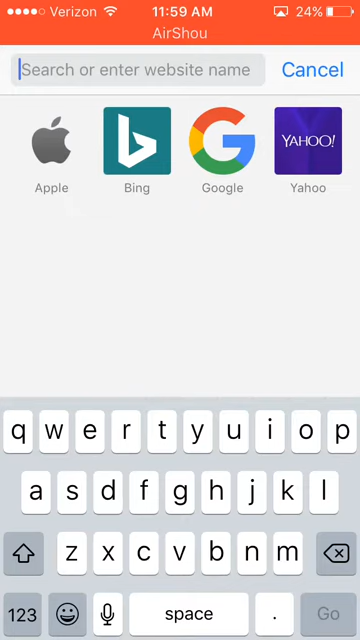 Verizon 11:59 AM 24%
AirShou
Search or enter website name Cancel
YAHOO!
Apple Bing Google Yahoo
q w e r t y u i o p
a s d f g h j k l
z x c v b n m
123 space . Go